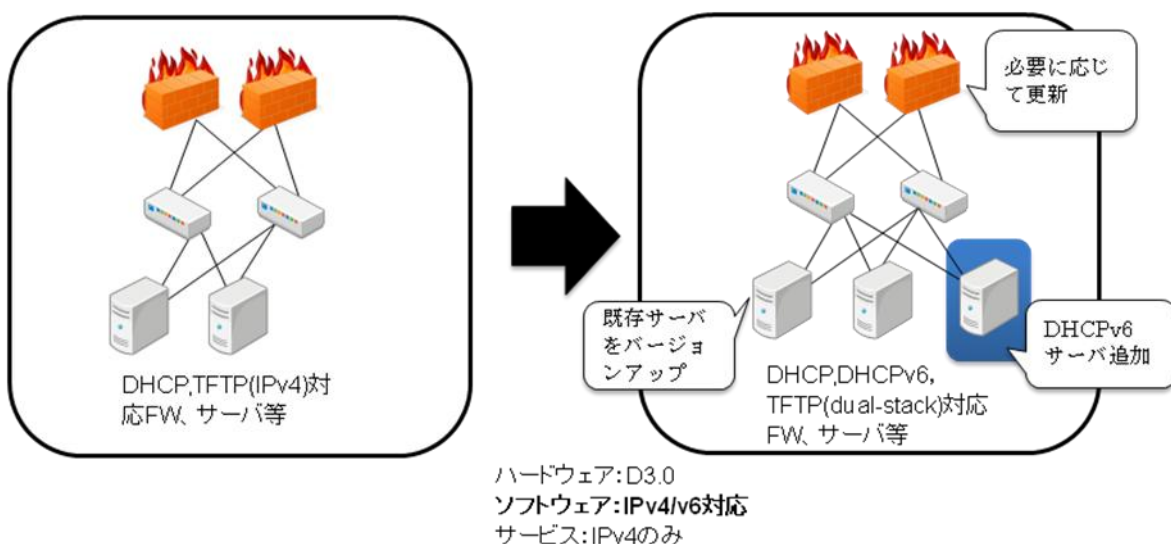 必要に応じ
て更新
既存サーバ
をバージョ
ンアップ
DHCPv6
サーバ追加
DHCP,TFTP(IPv4)対
応FW、サーバ等
DHCP,DHCPv6,
TFTP(dual-stack)対応
FW、サーバ等
ハードウェア:D3.0
ソフトウェア:IPv4/v6対応
サービス:IPv4のみ